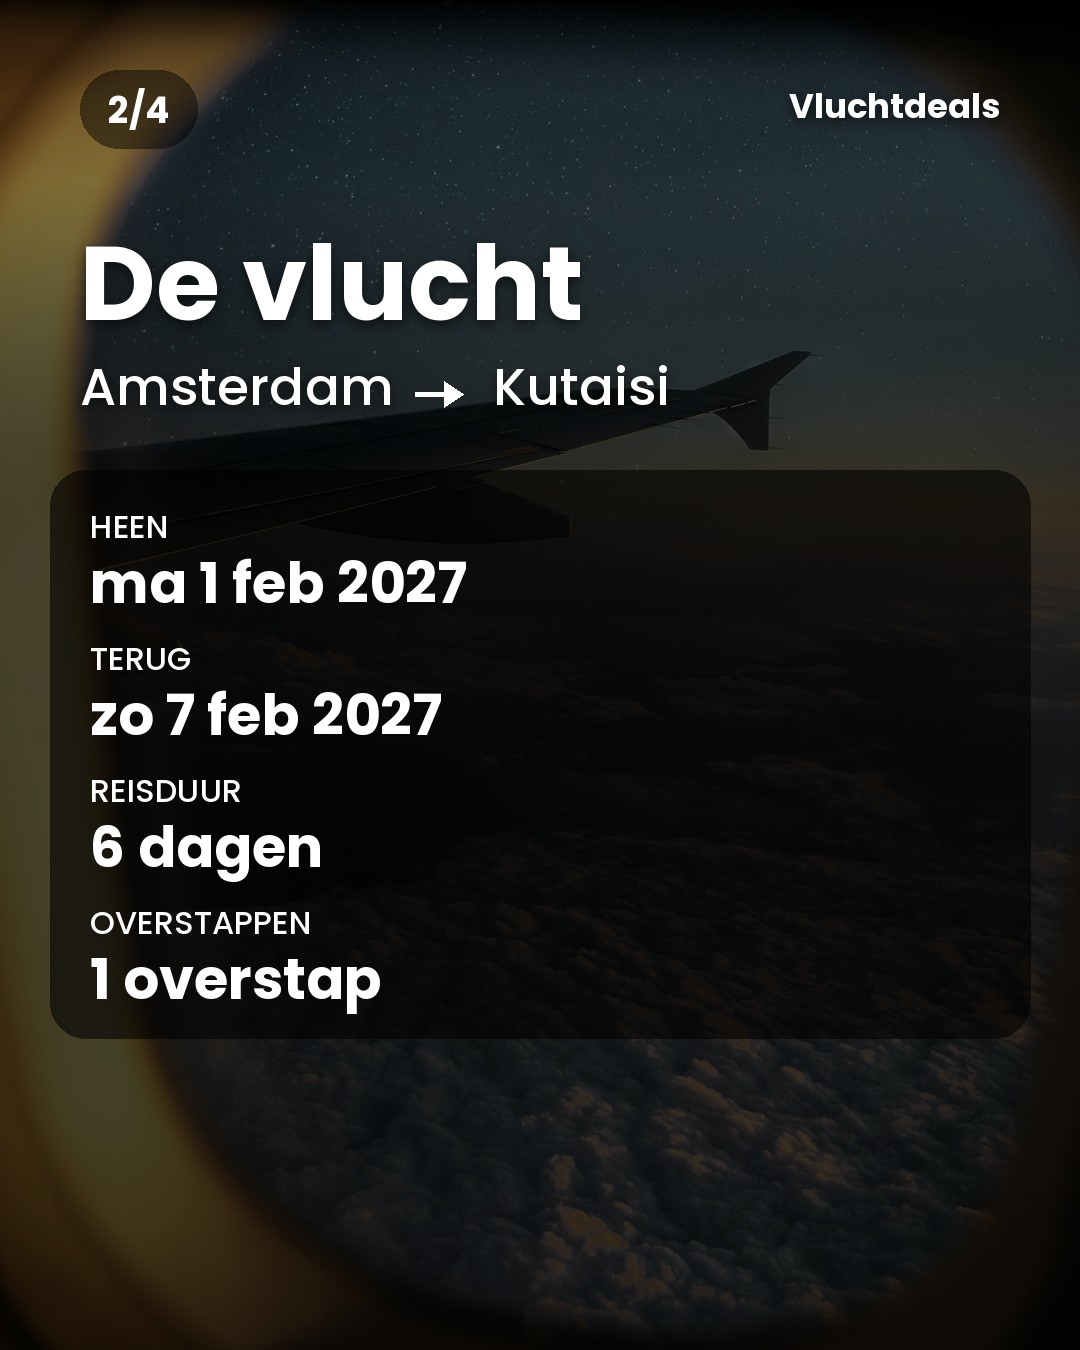 2/4
Vluchtdeals
De vlucht
Amsterdam → Kutaisi
HEEN
ma 1 feb 2027
TERUG
zo 7 feb 2027
REISDUUR
6 dagen
OVERSTAPPEN
1 overstap